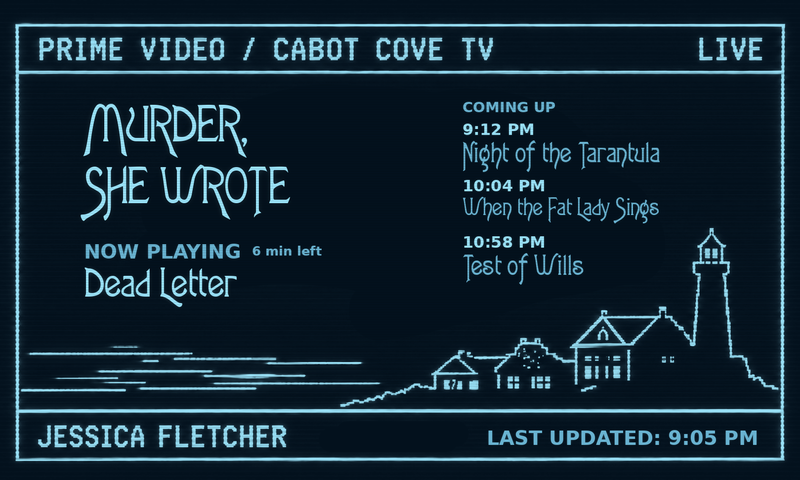 PRIME VIDEO / CABOT COVE TV
LIVE
MURDER,
SHE WROTE
NOW PLAYING 6 min left
Dead Letter
COMING UP
9:12 PM
Night of the Tarantula
10:04 PM
When the Fat Lady Sings
10:58 PM
Test of Wills
JESSICA FLETCHER
LAST UPDATED: 9:05 PM